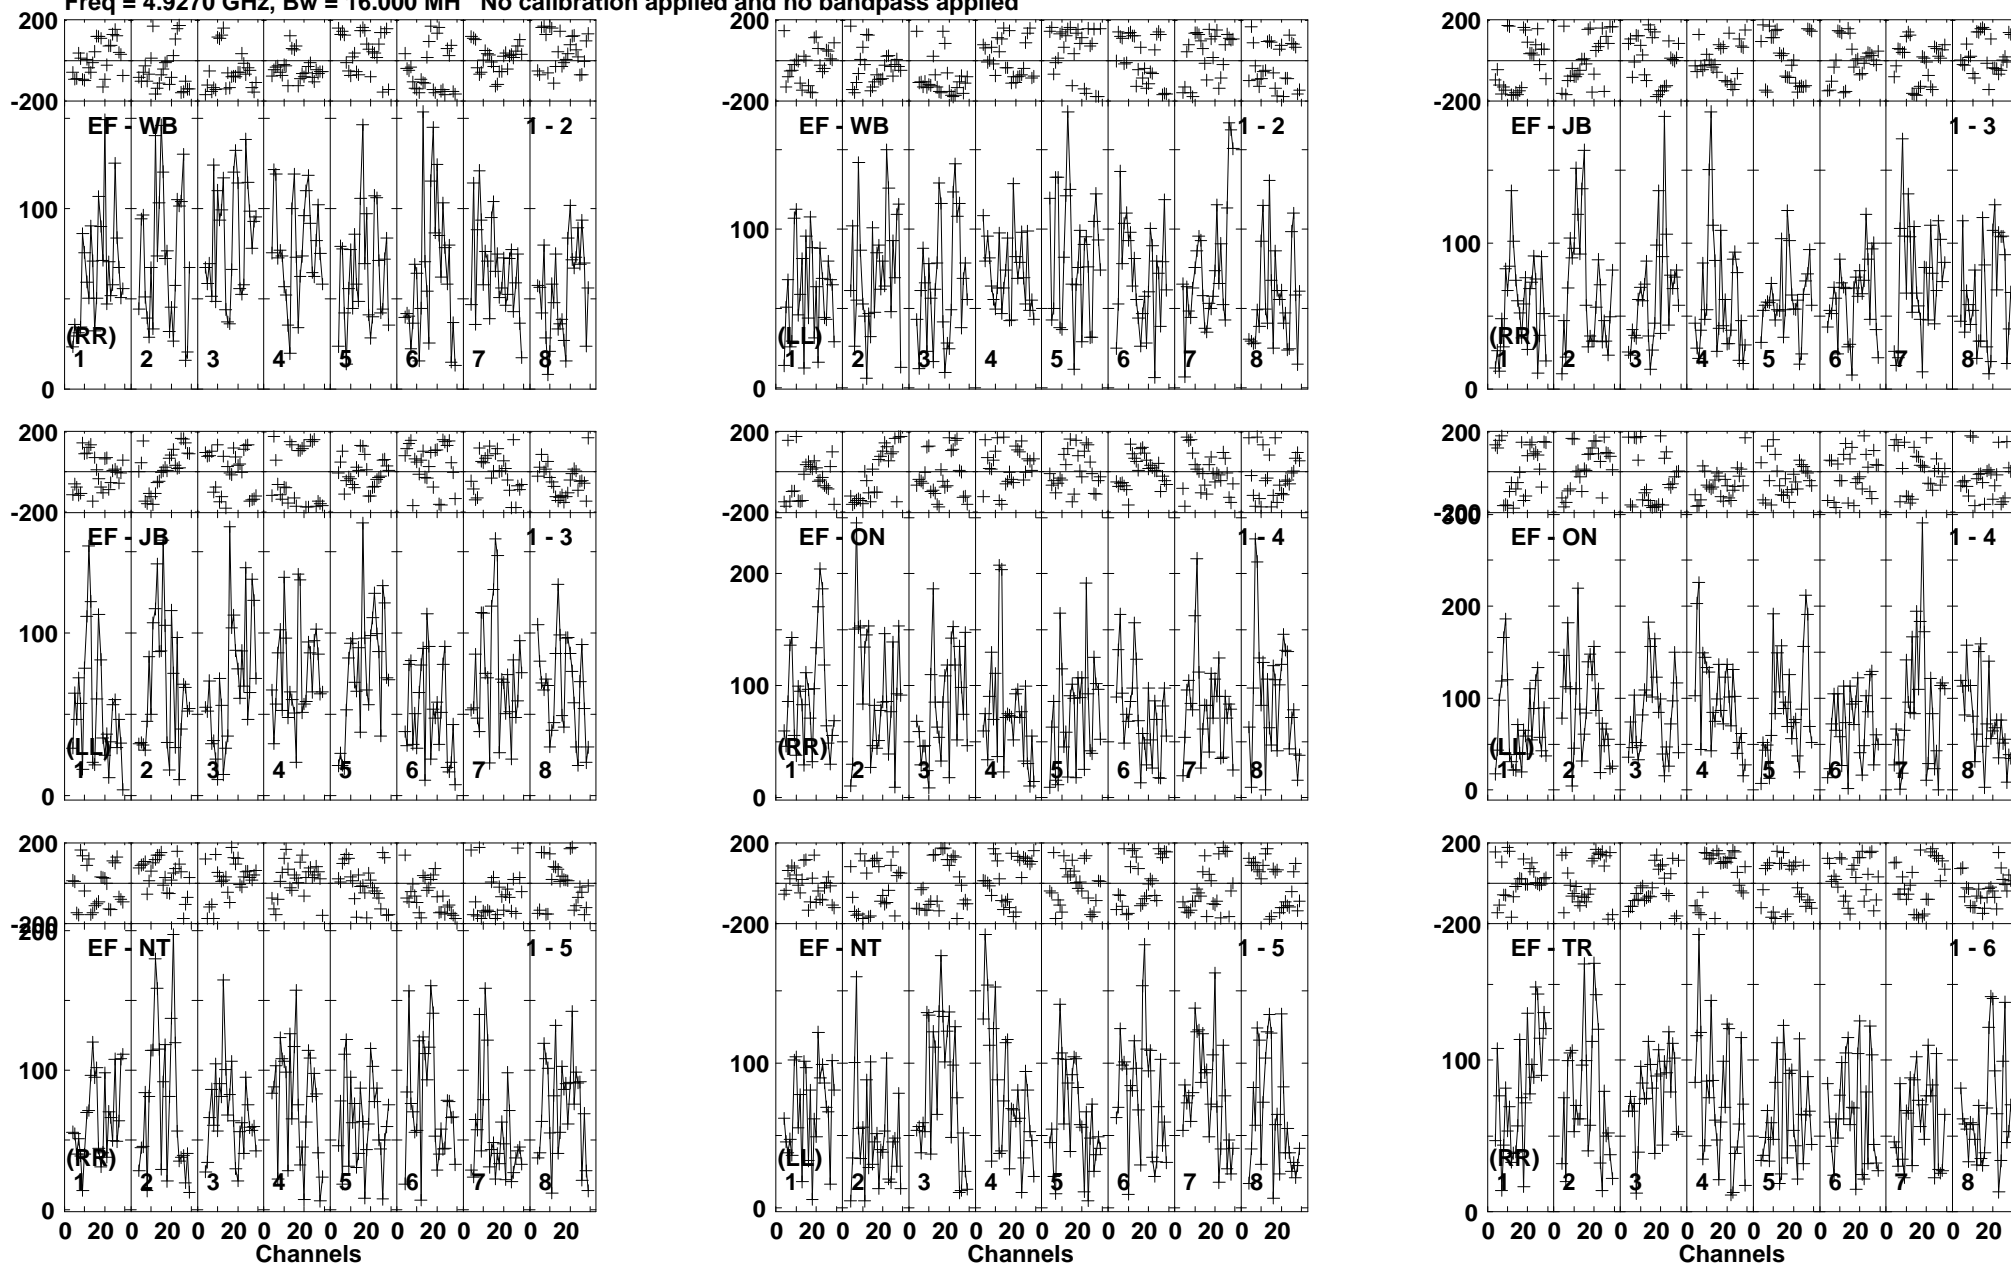 Freq = 4.9270 GHz, Bw = 16.000 MH No calibration applied and no bandpass applied
200 200 200
-200 -200 -200
EF - WB 1 - 2 EF - WB 1 - 2 EF - JB 1 - 3
100 100 100
(RR) (LL) (RR)
1 2 3 4 5 6 7 8 1 2 3 4 5 6 7 8 1 2 3 4 5 6 7 8
0 0 0
200 200 200
-200 -200 -200
300
EF - JB 1 - 3 EF - ON 1 - 4 EF - ON 1 - 4
200 200
100 100 100
(LL) (RR) (LL)
1 2 3 4 5 6 7 8 1 2 3 4 5 6 7 8 1 2 3 4 5 6 7 8
0 0 0
200 200 200
-200 -200 -200
200
EF - NT 1 - 5 EF - NT 1 - 5 EF - TR 1 - 6
100 100 100
(RR) (LL) (RR)
1 2 3 4 5 6 7 8 1 2 3 4 5 6 7 8 1 2 3 4 5 6 7 8
0 0 0
0 20 0 20 0 20 0 20 0 20 0 20 0 20 0 20 0 20 0 20 0 20 0 20 0 20 0 20 0 20 0 20 0 20 0 20 0 20 0 20 0 20 0 20 0 20 0 20
Channels Channels Channels